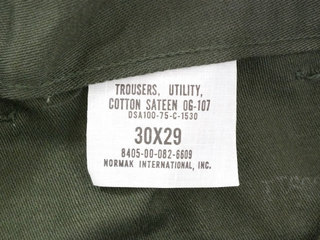 TROUSERS, UTILITY,
COTTON SATEEN OG-107
DSA100-75-C-1530
30X29
8405-00-082-6609
NORMAK INTERNATIONAL, INC.